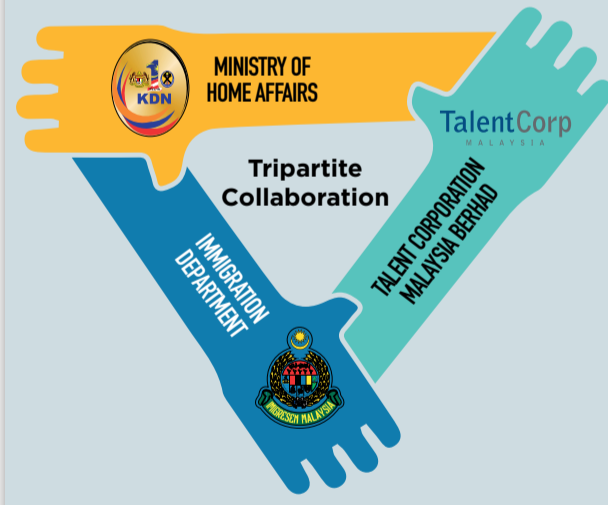 KDN
MINISTRY OF
HOME AFFAIRS
TalentCorp
MALAYSIA
Tripartite
Collaboration
TALENT CORPORATION
MALAYSIA BERHAD
IMMIGRATION
DEPARTMENT
IMIGRESEN MALAYSIA